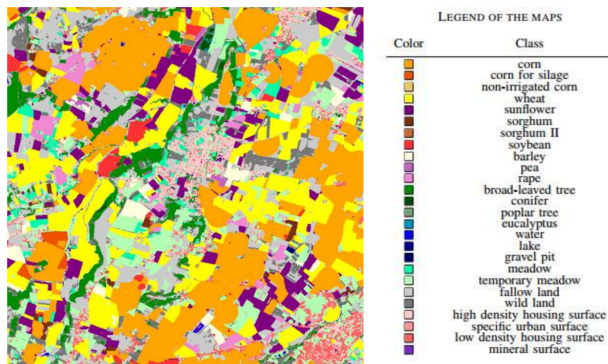 LEGEND OF THE MAPS
Color Class
corn
corn for silage
non-irrigated corn
wheat
sunflower
sorghum
sorghum II
soybean
barley
pea
rape
broad-leaved tree
conifer
poplar tree
eucalyptus
water
lake
gravel pit
meadow
temporary meadow
fallow land
wild land
high density housing surface
specific urban surface
low density housing surface
mineral surface